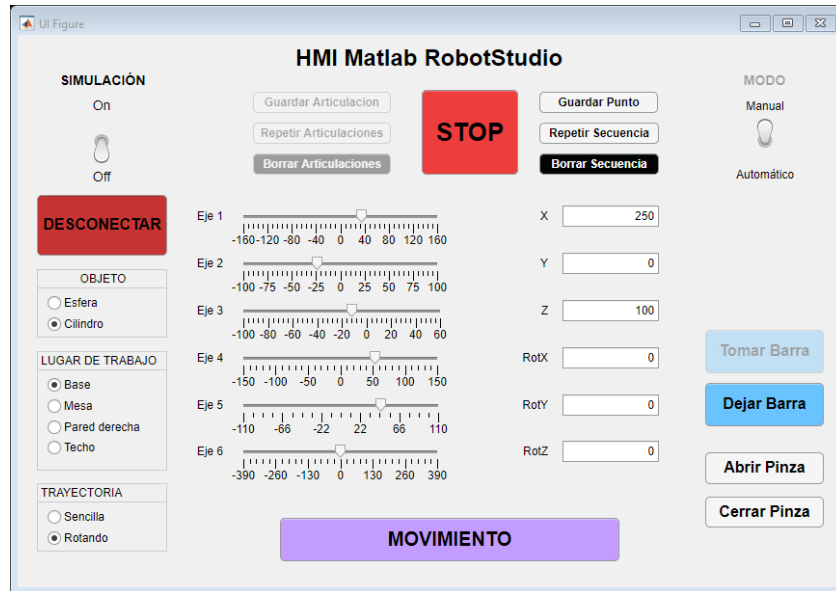 UI Figure
HMI Matlab RobotStudio
SIMULACIÓN
On
Off
DESCONECTAR
OBJETO
Esfera
Cilindro
LUGAR DE TRABAJO
Base
Mesa
Pared derecha
Techo
TRAYECTORIA
Sencilla
Rotando
Guardar Articulacion
Repetir Articulaciones
Borrar Articulaciones
STOP
Guardar Punto
Repetir Secuencia
Borrar Secuencia
Eje 1
-160 -120 -80 -40 0 40 80 120 160
Eje 2
-100 -75 -50 -25 0 25 50 75 100
Eje 3
-100 -80 -60 -40 -20 0 20 40 60
Eje 4
-150 -100 -50 0 50 100 150
Eje 5
-110 -66 -22 22 66 110
Eje 6
-390 -260 -130 0 130 260 390
X 250
Y 0
Z 100
RotX 0
RotY 0
RotZ 0
MOVIMIENTO
MODO
Manual
Automático
Tomar Barra
Dejar Barra
Abrir Pinza
Cerrar Pinza